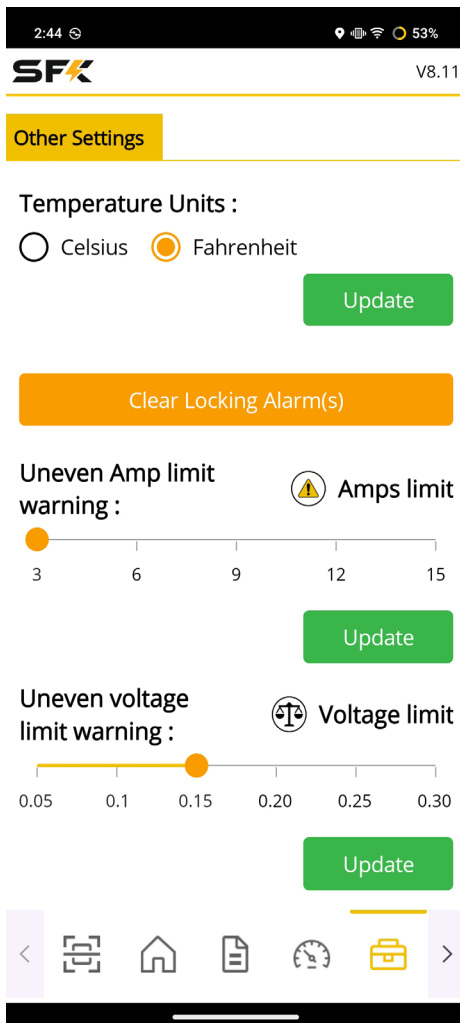 2:44
53%
SFK
V8.11
Other Settings
Temperature Units :
Celsius
Fahrenheit
Update
Clear Locking Alarm(s)
Uneven Amp limit
warning :
Amps limit
3 6 9 12 15
Update
Uneven voltage
limit warning :
Voltage limit
0.05 0.1 0.15 0.20 0.25 0.30
Update